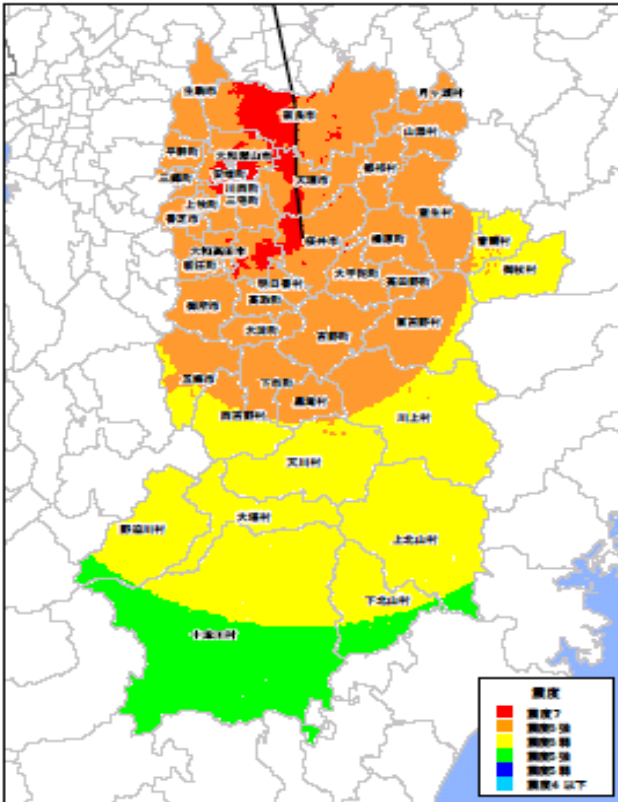 生駒市
奈良市
月ヶ瀬村
山添村
平群町
大和郡山市
三郷町
安堵町
天理市
都祁村
川西町
三宅町
上牧町
香芝市
室生村
大和高田市
桜井市
榛原町
曽爾村
御杖村
新庄町
明日香村
大宇陀町
菟田野町
高取町
御所市
大淀町
吉野町
東吉野村
五條市
下市町
黒滝村
西吉野村
川上村
天川村
野迫川村
大塔村
上北山村
下北山村
十津川村
震度
震度7
震度6強
震度6弱
震度5強
震度5弱
震度4 以下